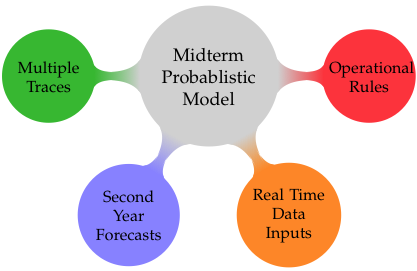 Midterm
Probablistic
Model
Multiple
Traces
Operational
Rules
Second
Year
Forecasts
Real Time
Data
Inputs